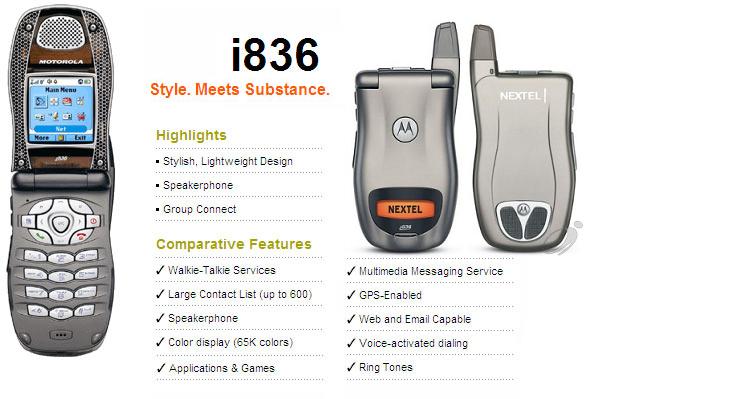 i836
Style. Meets Substance.
Highlights
▪ Stylish, Lightweight Design
▪ Speakerphone
▪ Group Connect
Comparative Features
✓ Walkie-Talkie Services
✓ Large Contact List (up to 600)
✓ Speakerphone
✓ Color display (65K colors)
✓ Applications & Games
✓ Multimedia Messaging Service
✓ GPS-Enabled
✓ Web and Email Capable
✓ Voice-activated dialing
✓ Ring Tones
MOTOROLA
Main Menu
Net
More
Exit
i836
NEXTEL
i836
NEXTEL